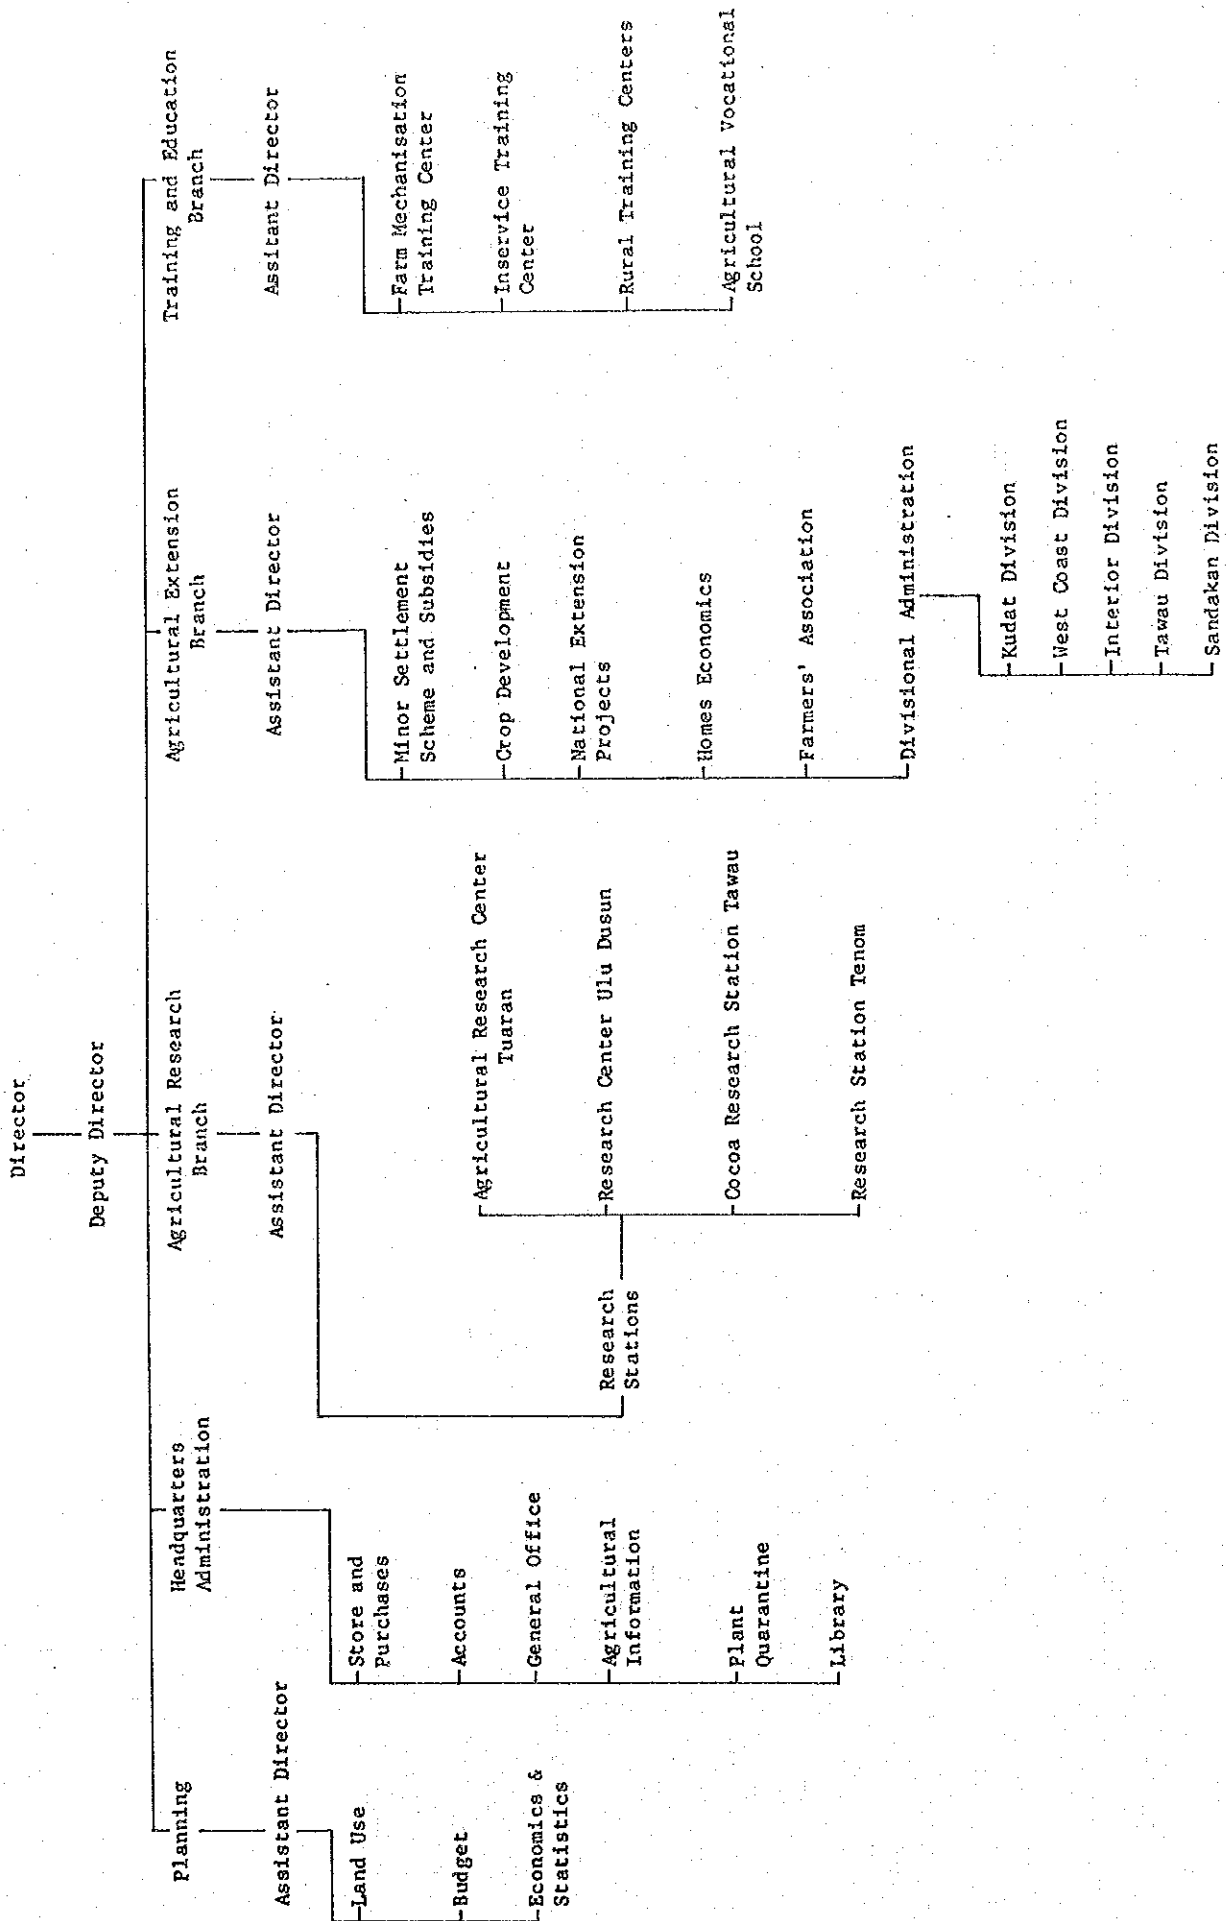 Director
Deputy Director
Planning
Assistant Director
Land Use
Budget
Economics &
Statistics
Headquarters
Administration
Store and
Purchases
Accounts
General Office
Agricultural
Information
Plant
Quarantine
Library
Agricultural Research
Branch
Assistant Director
Research
Stations
Agricultural Research Center
Tuaran
Research Center Ulu Dusun
Cocoa Research Station Tawau
Research Station Tenom
Agricultural Extension
Branch
Assistant Director
Minor Settlement
Scheme and Subsidies
Crop Development
National Extension
Projects
Homes Economics
Farmers' Association
Divisional Administration
Kudat Division
West Coast Division
Interior Division
Tawau Division
Sandakan Division
Training and Education
Branch
Assitant Director
Farm Mechanisation
Training Center
Inservice Training
Center
Rural Training Centers
Agricultural Vocational
School